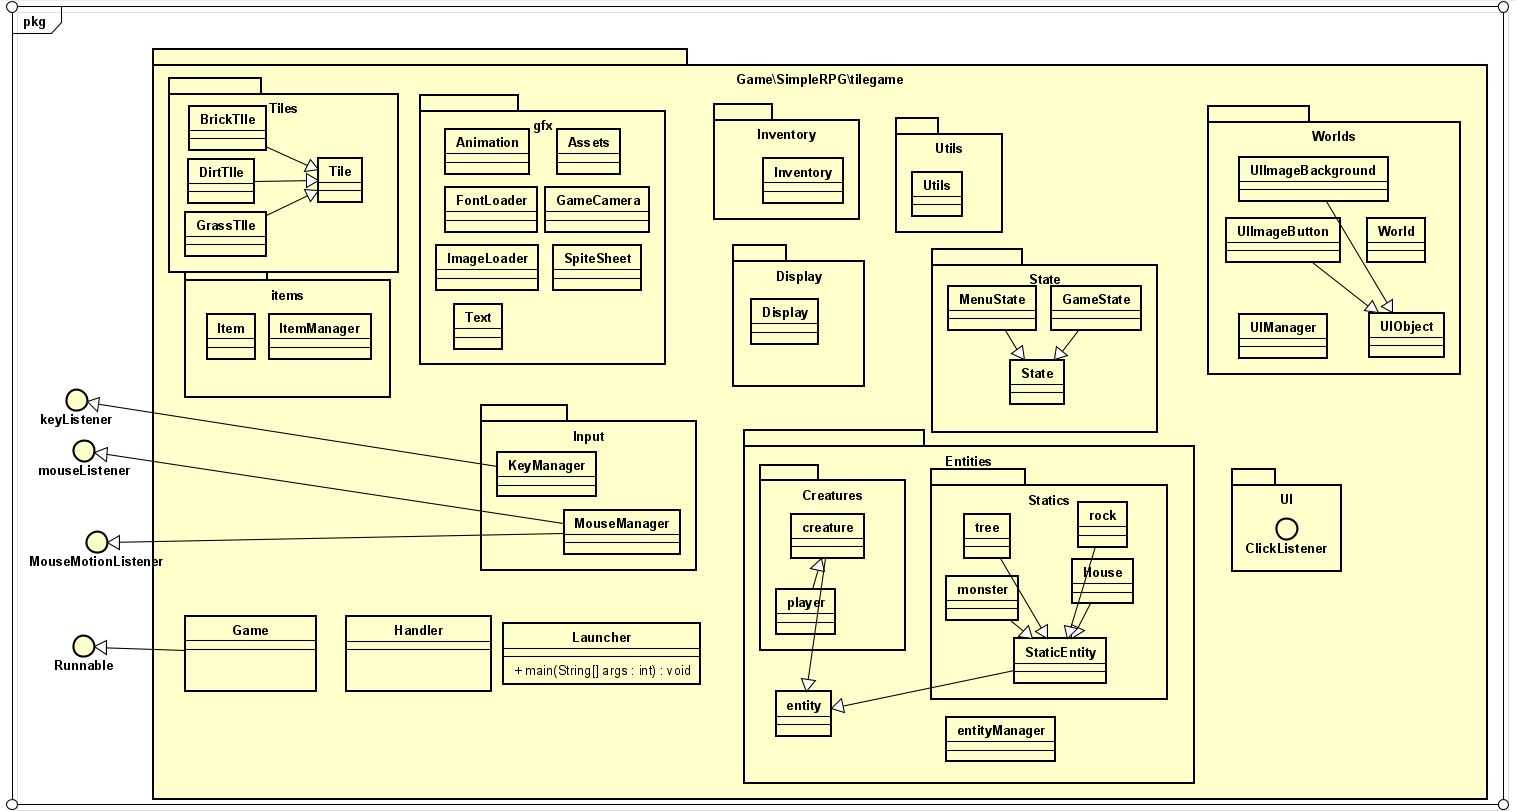 pkg
Game\SimpleRPG\tilegame
Tiles
BrickTIle
DirtTIle
Tile
GrassTIle
items
Item
ItemManager
gfx
Animation
Assets
FontLoader
GameCamera
ImageLoader
SpiteSheet
Text
Inventory
Inventory
Utils
Utils
Display
Display
State
MenuState
GameState
State
Worlds
UIImageBackground
UIImageButton
World
UIManager
UIObject
keyListener
mouseListener
MouseMotionListener
Runnable
Input
KeyManager
MouseManager
Game
Handler
Launcher
+ main(String[] args : int) : void
Entities
Creatures
creature
player
entity
Statics
tree
rock
monster
House
StaticEntity
entityManager
UI
ClickListener